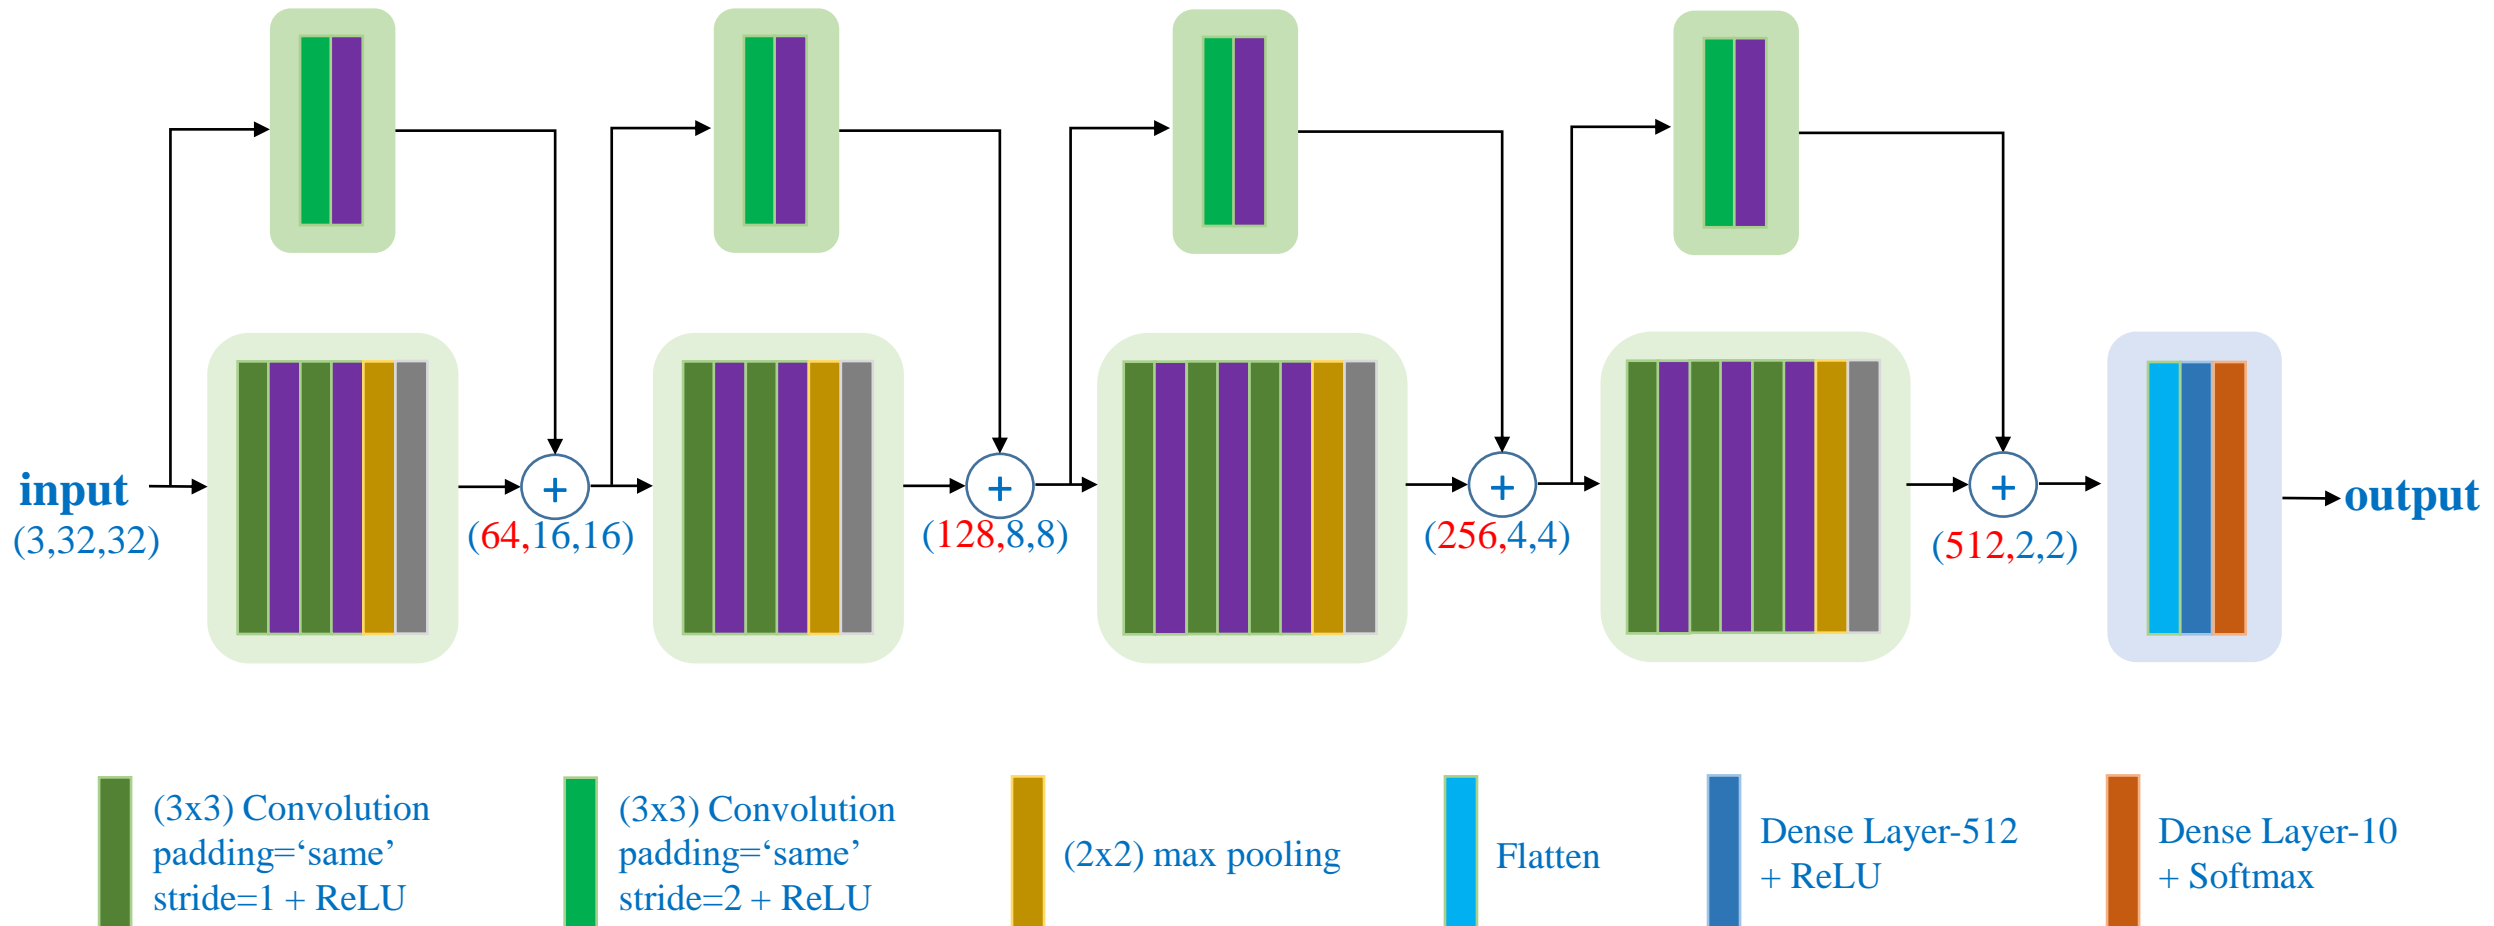 +
+
+
+
input
output
(3,32,32)
(64,16,16)
(128,8,8)
(256,4,4)
(512,2,2)
(3x3) Convolution
padding=‘same’
stride=1 + ReLU
(3x3) Convolution
padding=‘same’
stride=2 + ReLU
(2x2) max pooling
Flatten
Dense Layer-512
+ ReLU
Dense Layer-10
+ Softmax